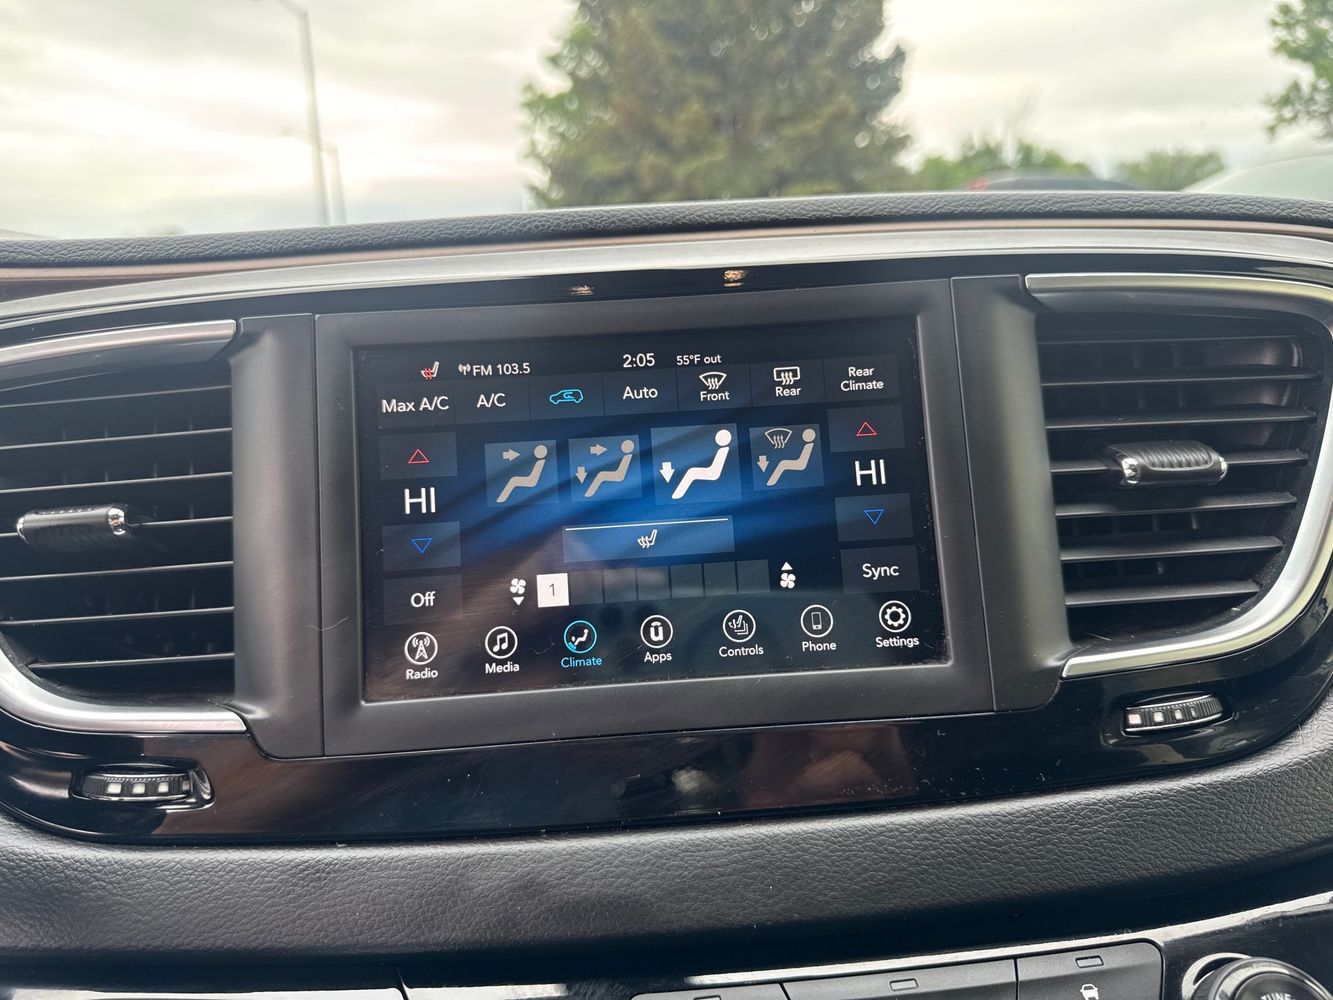 FM 103.5
2:05
55°F out
Max A/C
A/C
Auto
Front
Rear
Rear
Climate
HI
HI
Off
1
Sync
Radio
Media
Climate
Apps
Controls
Phone
Settings
TUNE